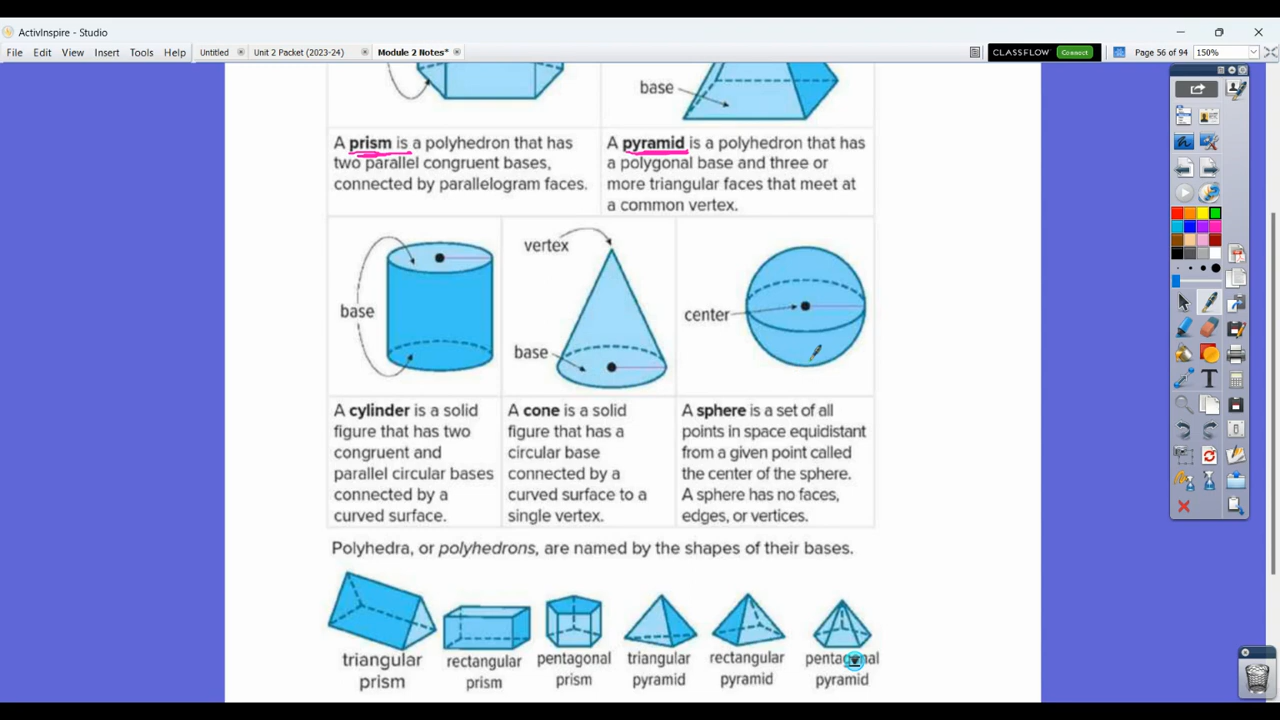 ActivInspire - Studio
File Edit View Insert Tools Help Untitled Unit 2 Packet (2023-24) Module 2 Notes* CLASSFLOW Connect Page 56 of 94 150%
base
A prism is a polyhedron that has
two parallel congruent bases,
connected by parallelogram faces.
A pyramid is a polyhedron that has
a polygonal base and three or
more triangular faces that meet at
a common vertex.
base
vertex
base
center
A cylinder is a solid
figure that has two
congruent and
parallel circular bases
connected by a
curved surface.
A cone is a solid
figure that has a
circular base
connected by a
curved surface to a
single vertex.
A sphere is a set of all
points in space equidistant
from a given point called
the center of the sphere.
A sphere has no faces,
edges, or vertices.
Polyhedra, or polyhedrons, are named by the shapes of their bases.
triangular
prism
rectangular
prism
pentagonal
prism
triangular
pyramid
rectangular
pyramid
pentagonal
pyramid